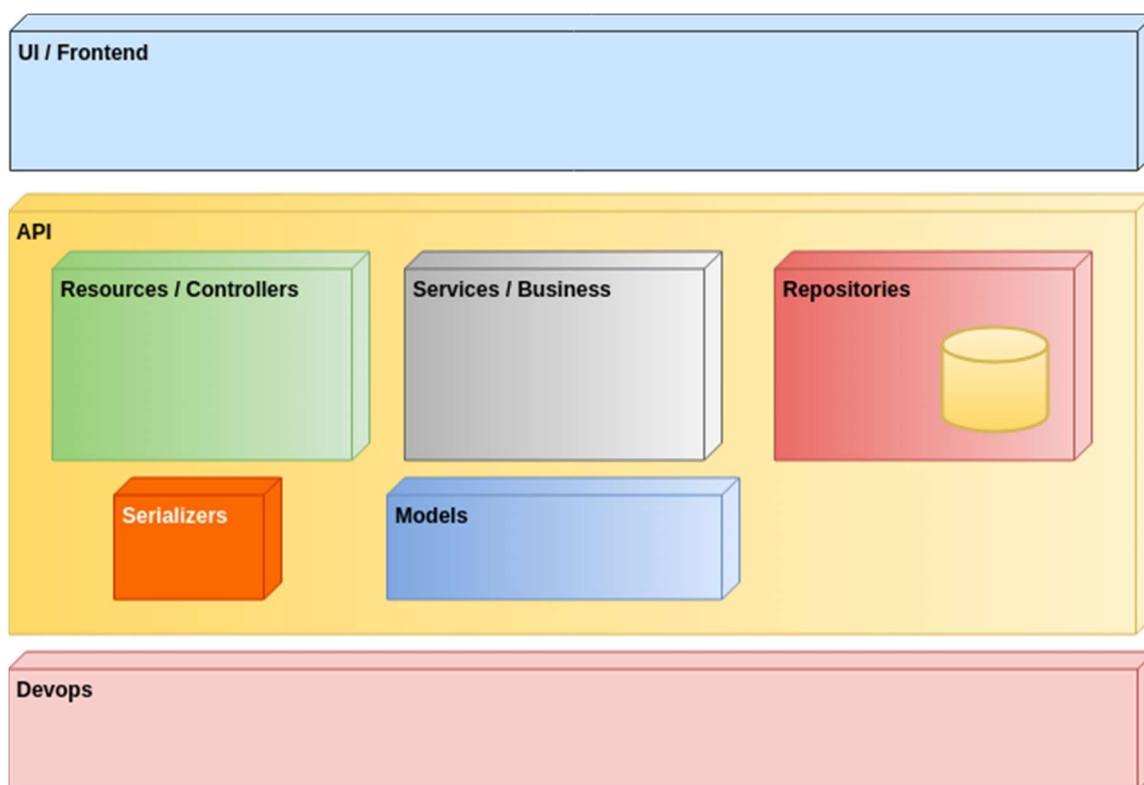 UI / Frontend
API
Resources / Controllers
Services / Business
Repositories
Serializers
Models
Devops